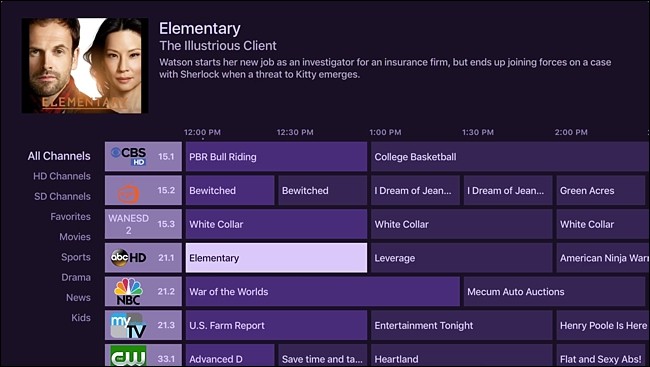 Elementary
The Illustrious Client
Watson starts her new job as an investigator for an insurance firm, but ends up joining forces on a case
with Sherlock when a threat to Kitty emerges.
ELEMENTARY
12:00 PM 12:30 PM 1:00 PM 1:30 PM 2:00 PM
All Channels
HD Channels
SD Channels
Favorites
Movies
Sports
Drama
News
Kids
CBS HD 15.1 PBR Bull Riding College Basketball
15.2 Bewitched Bewitched I Dream of Jean... I Dream of Jean... Green Acres
WANESD
2
15.3 White Collar White Collar White Collar
abc HD 21.1 Elementary Leverage American Ninja Warr
NBC 21.2 War of the Worlds Mecum Auto Auctions
my TV 21.3 U.S. Farm Report Entertainment Tonight Henry Poole Is Here
CW 33.1 Advanced D Save time and ta... Heartland Flat and Sexy Abs!